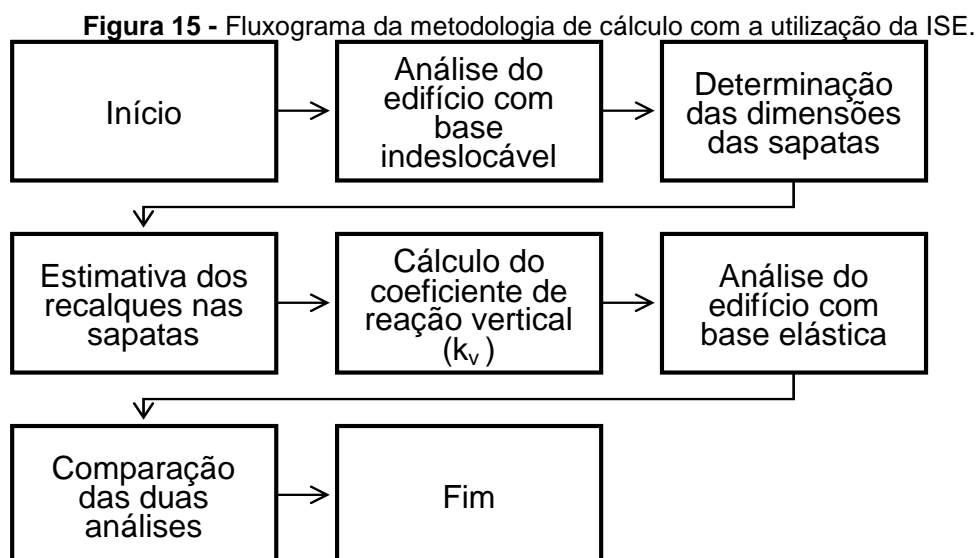 Figura 15 - Fluxograma da metodologia de cálculo com a utilização da ISE.
Início
Análise do
edifício com
base
indeslocável
Determinação
das dimensões
das sapatas
Estimativa dos
recalques nas
sapatas
Cálculo do
coeficiente de
reação vertical
(kv )
Análise do
edifício com
base elástica
Comparação
das duas
análises
Fim